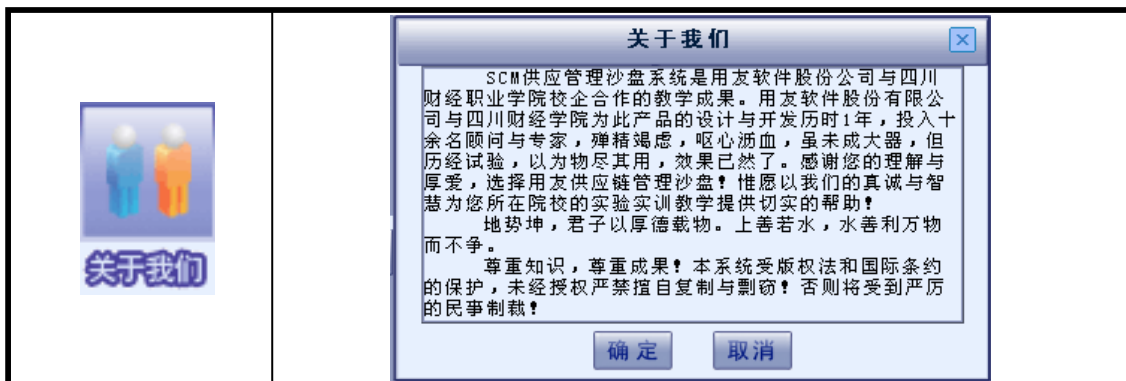 关于我们
关于我们
SCM供应管理沙盘系统是用友软件股份公司与四川
财经职业学院校企合作的教学成果。用友软件股份有限公
司与四川财经学院为此产品的设计与开发历时1年，投入十
余名顾问与专家，殚精竭虑，呕心沥血，虽未成大器，但
历经试验，以为物尽其用，效果已然了。感谢您的理解与
厚爱，选择用友供应链管理沙盘！惟愿以我们的真诚与智
慧为您所在院校的实验实训教学提供切实的帮助！
地势坤，君子以厚德载物。上善若水，水善利万物
而不争。
尊重知识，尊重成果！本系统受版权法和国际条约
的保护，未经授权严禁擅自复制与剽窃！否则将受到严厉
的民事制裁！
确定 取消